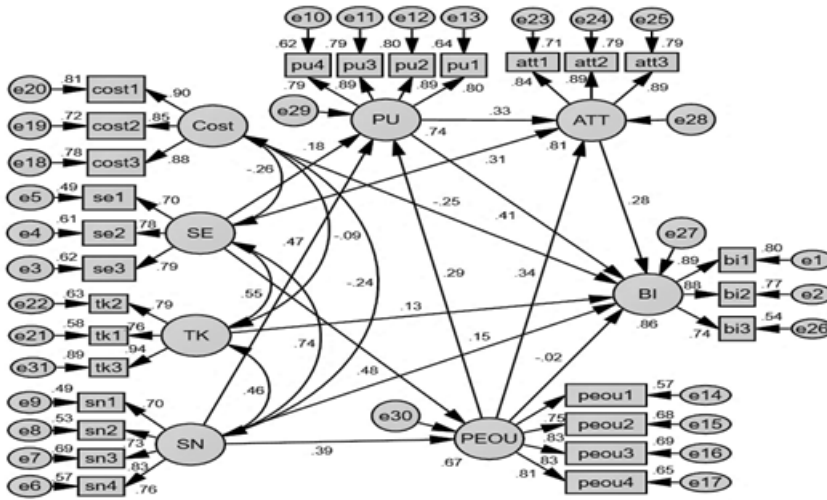 e10 e11 e12 e13 e23 e24 e25
.62 .79 .80 .64 .71 .79 .79
pu4 pu3 pu2 pu1 att1 att2 att3
.79 .89 .89 .80 .84 .89 .89
e20 .81 cost1 .90
e29 PU .74 .33 ATT .81 e28
e19 .72 cost2 .85 Cost
e18 .78 cost3 .88
.18 .31
-.26 -.25 .41 .28
e5 .49 se1 .70
e4 .61 se2 .78 SE
e3 .62 se3 .79
.47 -.09 -.24
e27
.89 bi1 .80 e1
BI .88 bi2 .77 e2
.86 .74 bi3 .54 e26
.55 .29 .34
e22 .63 tk2 .79
e21 .58 tk1 .76 TK .13
e31 .89 tk3 .94
.74 .15 -.02
.46 .48
e9 .49 sn1 .70
e8 .53 sn2 .73 SN
e7 .69 sn3 .83
e6 .57 sn4 .76
.39
e30 PEOU .67
peou1 .57 e14
.75 peou2 .68 e15
.83 peou3 .69 e16
.83
.81 peou4 .65 e17